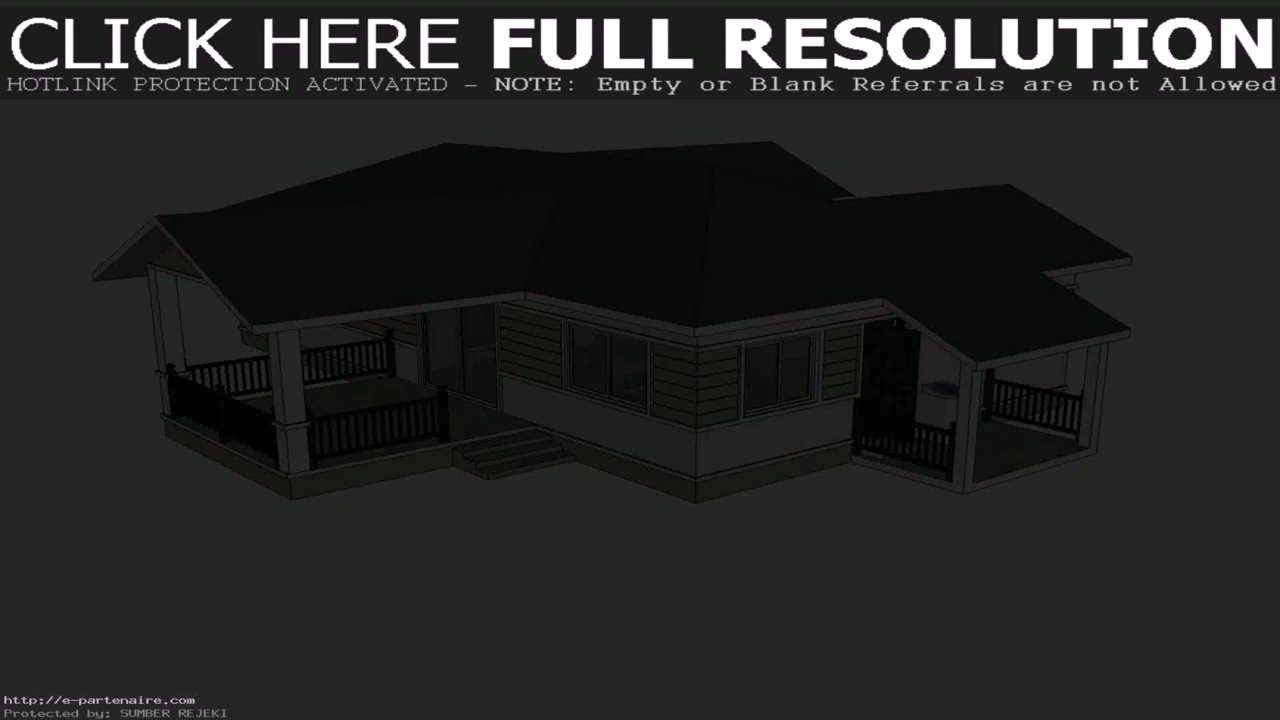 CLICK HERE FULL RESOLUTION
HOTLINK PROTECTION ACTIVATED – NOTE: Empty or Blank Referrals are not Allowed
http://e-partenaire.com
Protected by: SUMBER REJEKI